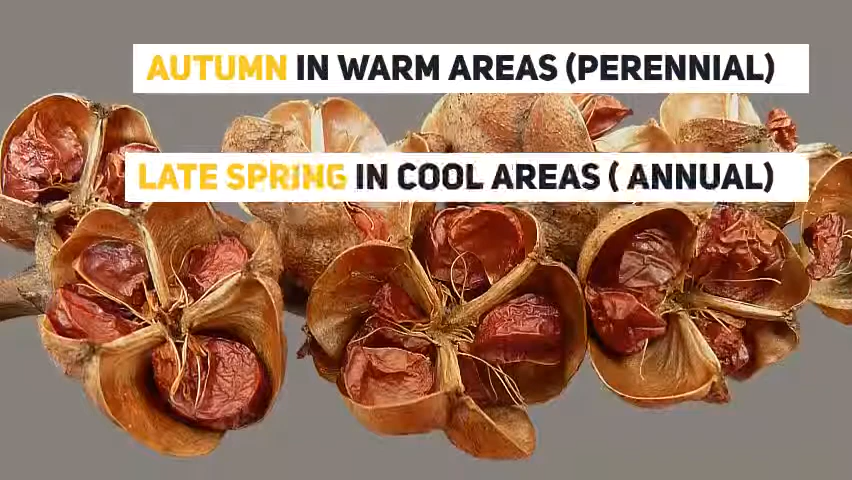 AUTUMN IN WARM AREAS (PERENNIAL)
LATE SPRING IN COOL AREAS ( ANNUAL)